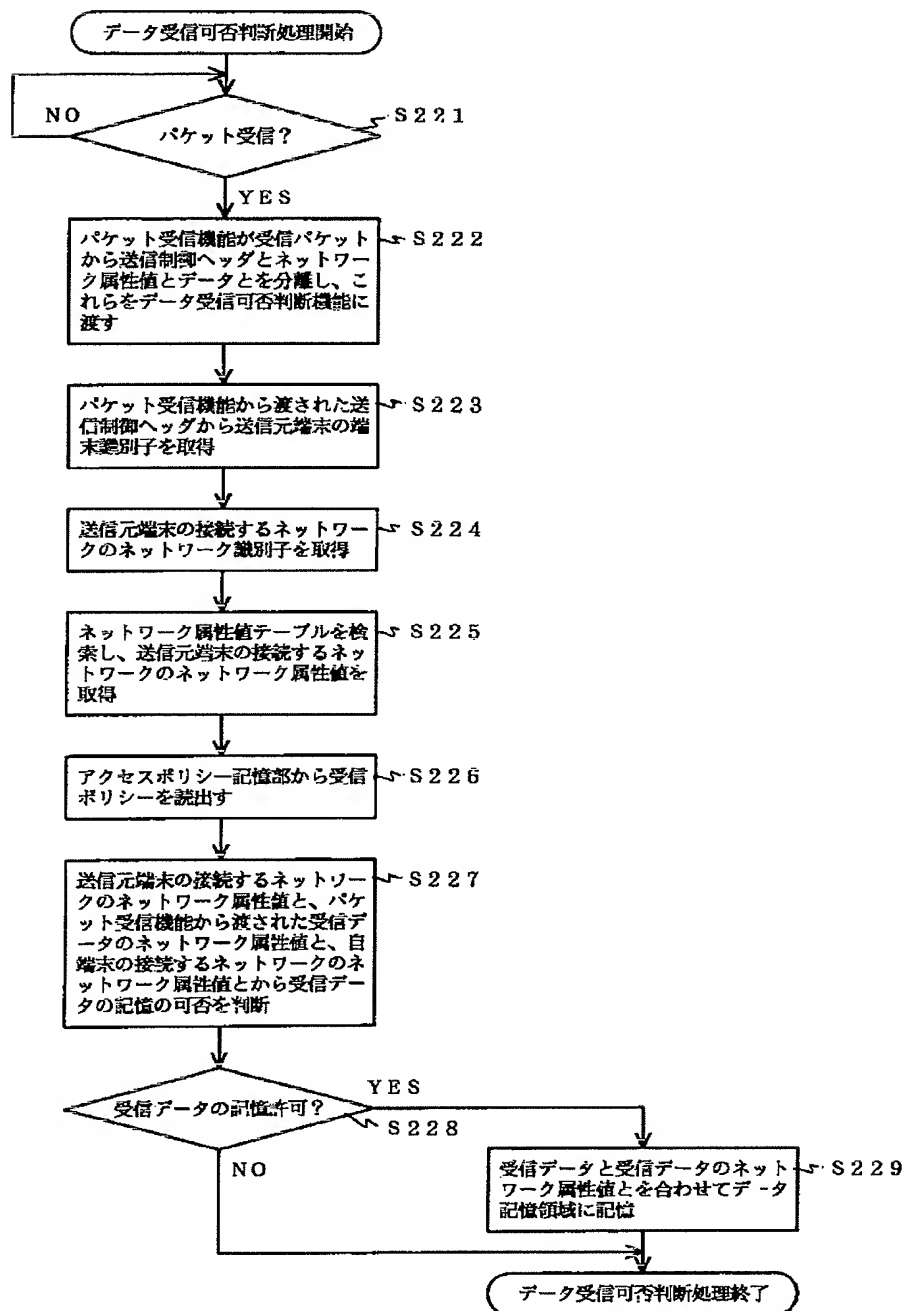 データ受信可否判断処理開始
NO
パケット受信？
S221
YES
パケット受信機能が受信パケット
から送信制御ヘッダとネットワー
ク属性値とデータとを分離し、こ
れらをデータ受信可否判断機能に
渡す
S222
パケット受信機能から渡された送
信制御ヘッダから送信元端末の端
末識別子を取得
S223
送信元端末の接続するネットワー
クのネットワーク識別子を取得
S224
ネットワーク属性値テーブルを検
索し、送信元端末の接続するネッ
トワークのネットワーク属性値を
取得
S225
アクセスポリシー記憶部から受信
ポリシーを読出す
S226
送信元端末の接続するネットワー
クのネットワーク属性値と、パケ
ット受信機能から渡された受信デ
ータのネットワーク属性値と、自
端末の接続するネットワークのネ
ットワーク属性値とから受信デー
タの記憶の可否を判断
S227
受信データの記憶許可？
YES
S228
NO
受信データと受信データのネット
ワーク属性値とを合わせてデータ
記憶領域に記憶
S229
データ受信可否判断処理終了